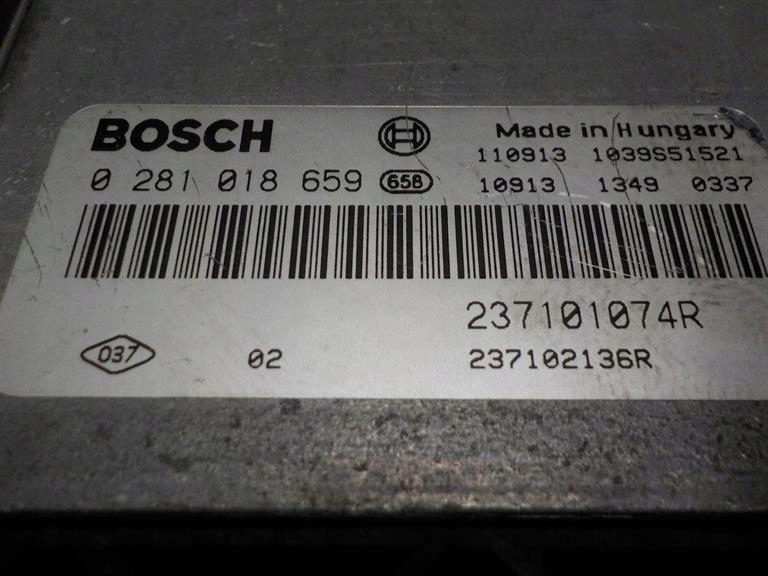 BOSCH Made in Hungary
110913 1039S51521
0 281 018 659 658 10913 1349 0337
237101074R
037 02 237102136R